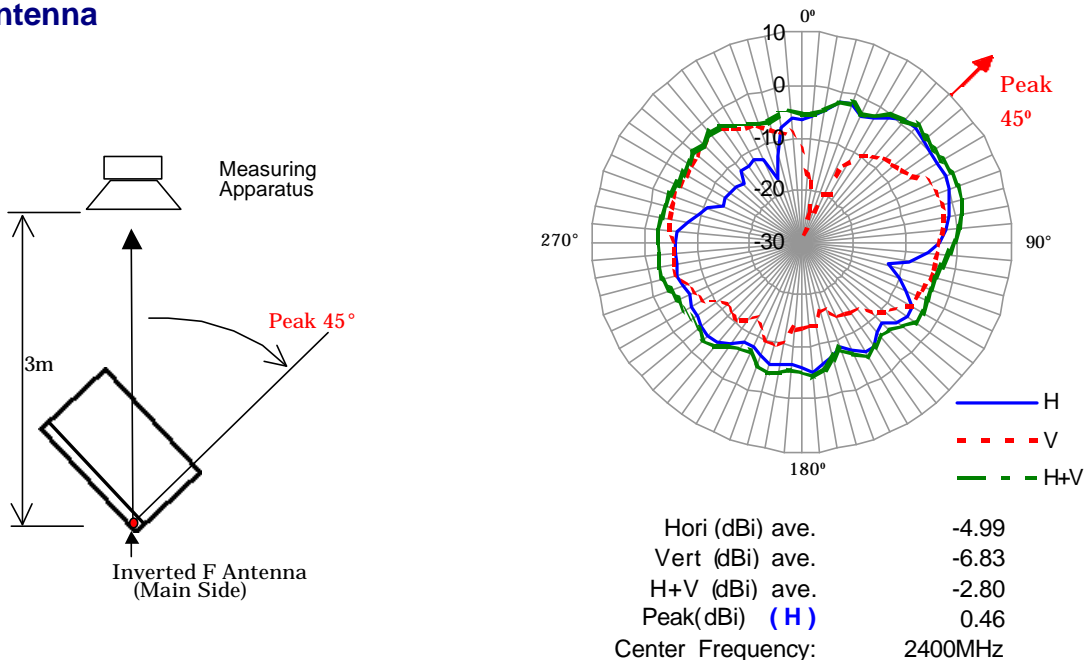 Measuring
Apparatus
Peak 45°
3m
Inverted F Antenna
(Main Side)
0º
10
0
-10
-20
-30
270°
90°
180º
Peak
45º
H
V
H+V
Hori (dBi) ave. -4.99
Vert (dBi) ave. -6.83
H+V (dBi) ave. -2.80
Peak(dBi) (H) 0.46
Center Frequency: 2400MHz